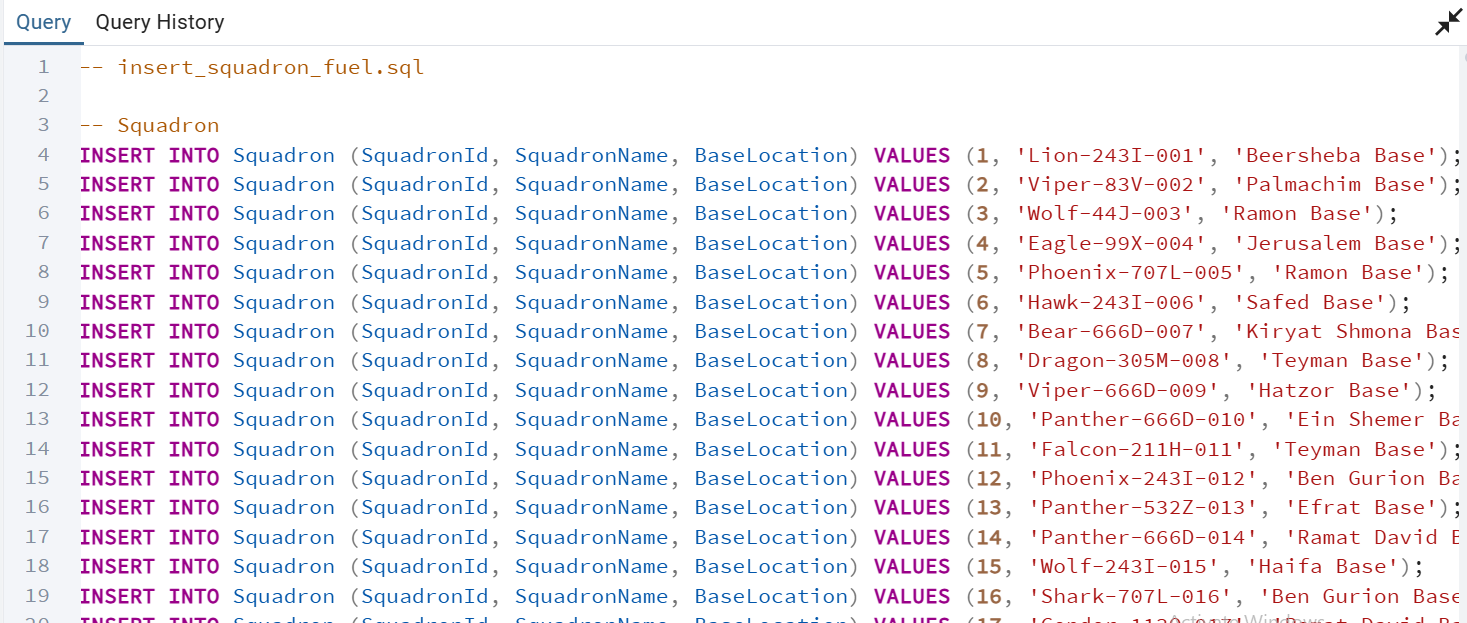 Query Query History
1 -- insert_squadron_fuel.sql
2
3 -- Squadron
4 INSERT INTO Squadron (SquadronId, SquadronName, BaseLocation) VALUES (1, 'Lion-243I-001', 'Beersheba Base');
5 INSERT INTO Squadron (SquadronId, SquadronName, BaseLocation) VALUES (2, 'Viper-83V-002', 'Palmachim Base');
6 INSERT INTO Squadron (SquadronId, SquadronName, BaseLocation) VALUES (3, 'Wolf-44J-003', 'Ramon Base');
7 INSERT INTO Squadron (SquadronId, SquadronName, BaseLocation) VALUES (4, 'Eagle-99X-004', 'Jerusalem Base');
8 INSERT INTO Squadron (SquadronId, SquadronName, BaseLocation) VALUES (5, 'Phoenix-707L-005', 'Ramon Base');
9 INSERT INTO Squadron (SquadronId, SquadronName, BaseLocation) VALUES (6, 'Hawk-243I-006', 'Safed Base');
10 INSERT INTO Squadron (SquadronId, SquadronName, BaseLocation) VALUES (7, 'Bear-666D-007', 'Kiryat Shmona Bas
11 INSERT INTO Squadron (SquadronId, SquadronName, BaseLocation) VALUES (8, 'Dragon-305M-008', 'Teyman Base');
12 INSERT INTO Squadron (SquadronId, SquadronName, BaseLocation) VALUES (9, 'Viper-666D-009', 'Hatzor Base');
13 INSERT INTO Squadron (SquadronId, SquadronName, BaseLocation) VALUES (10, 'Panther-666D-010', 'Ein Shemer Ba
14 INSERT INTO Squadron (SquadronId, SquadronName, BaseLocation) VALUES (11, 'Falcon-211H-011', 'Teyman Base');
15 INSERT INTO Squadron (SquadronId, SquadronName, BaseLocation) VALUES (12, 'Phoenix-243I-012', 'Ben Gurion Ba
16 INSERT INTO Squadron (SquadronId, SquadronName, BaseLocation) VALUES (13, 'Panther-532Z-013', 'Efrat Base');
17 INSERT INTO Squadron (SquadronId, SquadronName, BaseLocation) VALUES (14, 'Panther-666D-014', 'Ramat David B
18 INSERT INTO Squadron (SquadronId, SquadronName, BaseLocation) VALUES (15, 'Wolf-243I-015', 'Haifa Base');
19 INSERT INTO Squadron (SquadronId, SquadronName, BaseLocation) VALUES (16, 'Shark-707L-016', 'Ben Gurion Base
20 INSERT INTO Squadron (SquadronId, SquadronName, BaseLocation) VALUES (17,